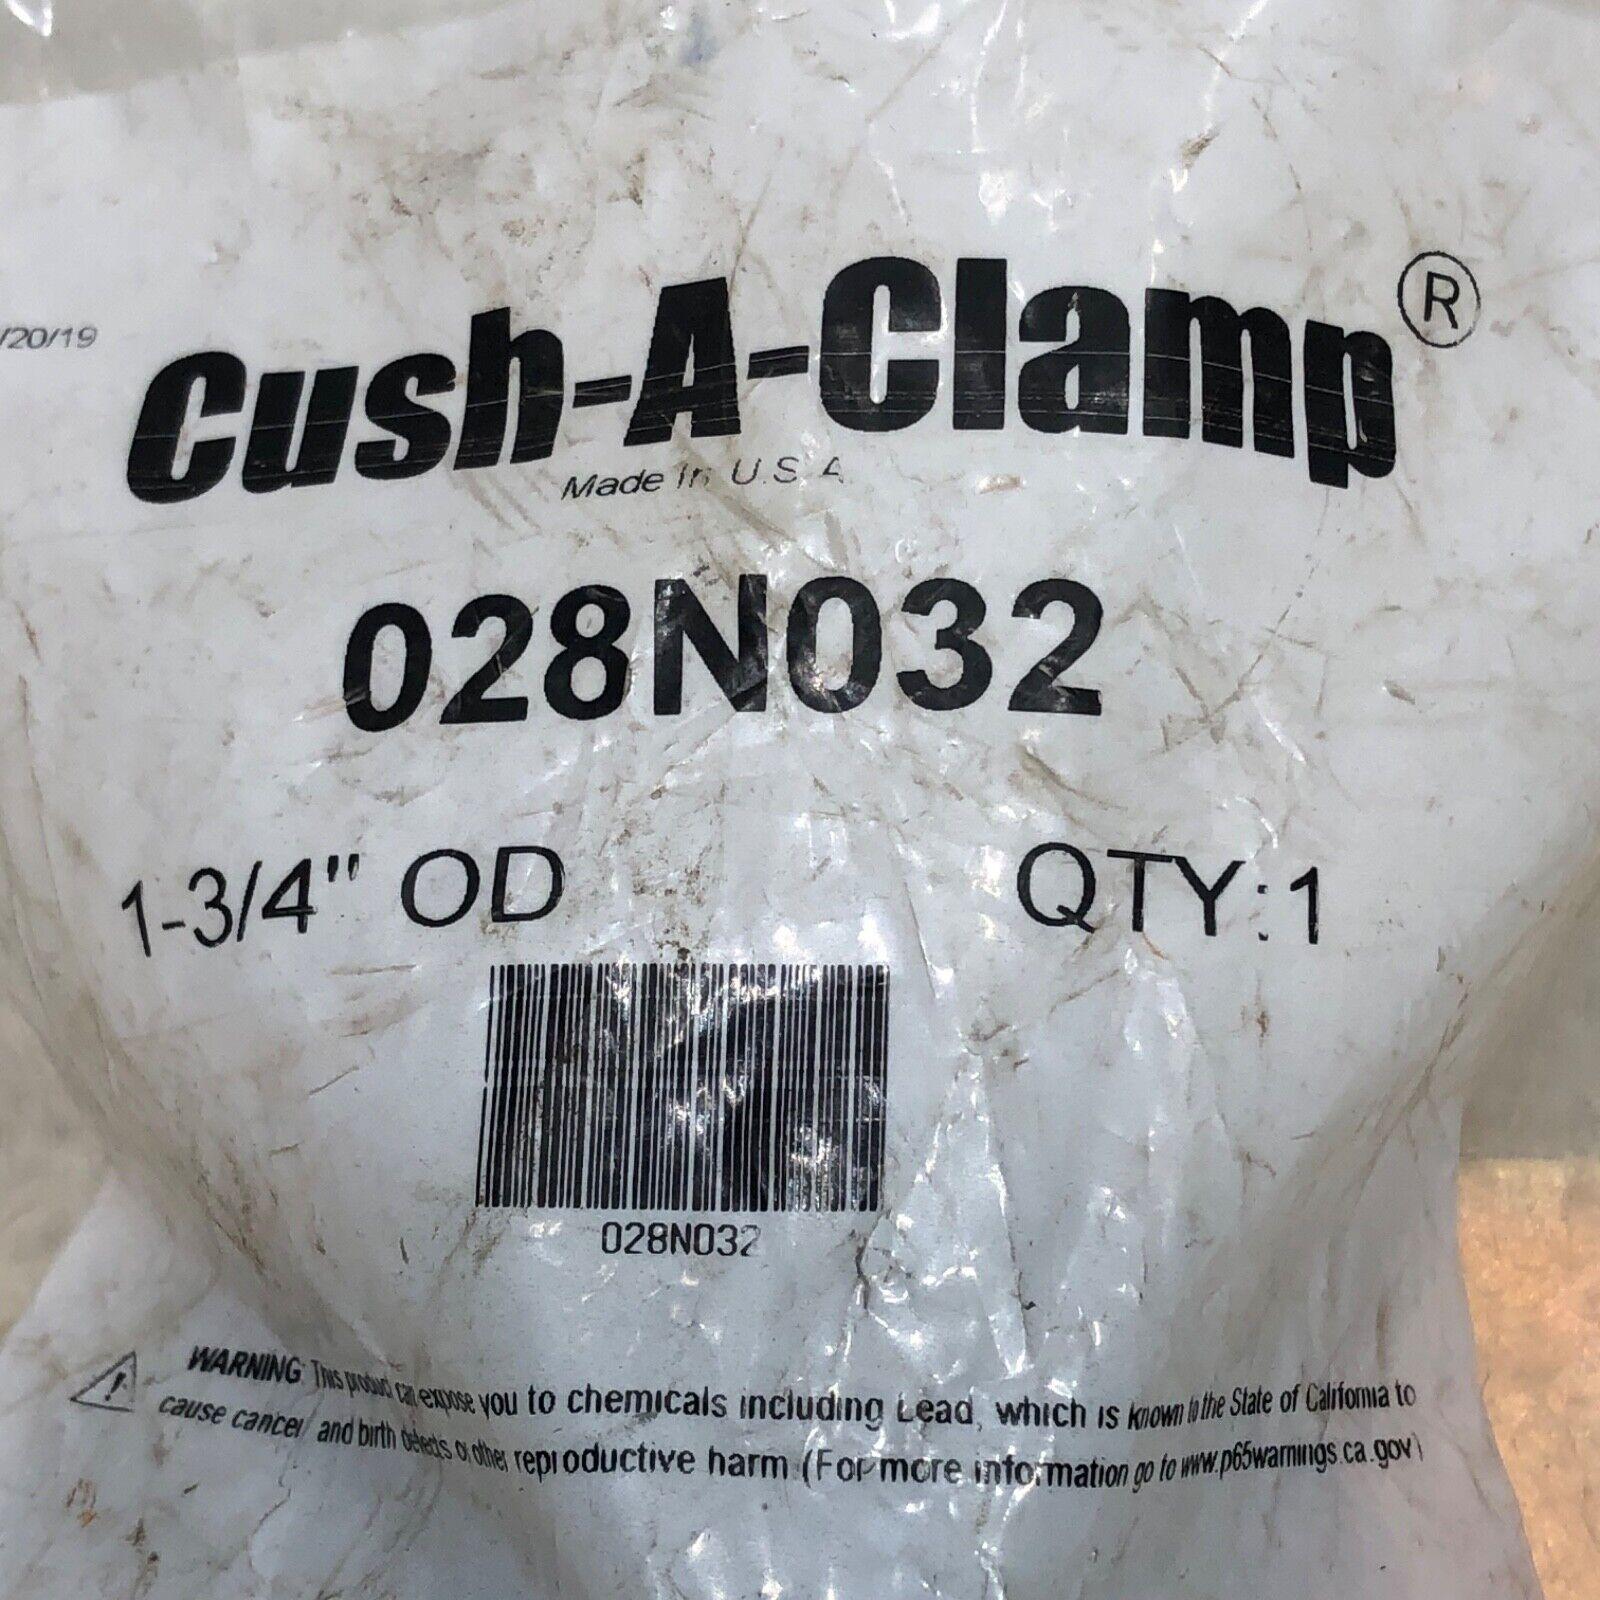 /20/19
Cush-A-Clamp®
Made In U.S.A
028N032
1-3/4" OD QTY:1
028N032
WARNING: This product can expose you to chemicals including Lead, which is known to the State of California to
cause cancer and birth defects or other reproductive harm (For more information go to www.p65warnings.ca.gov)